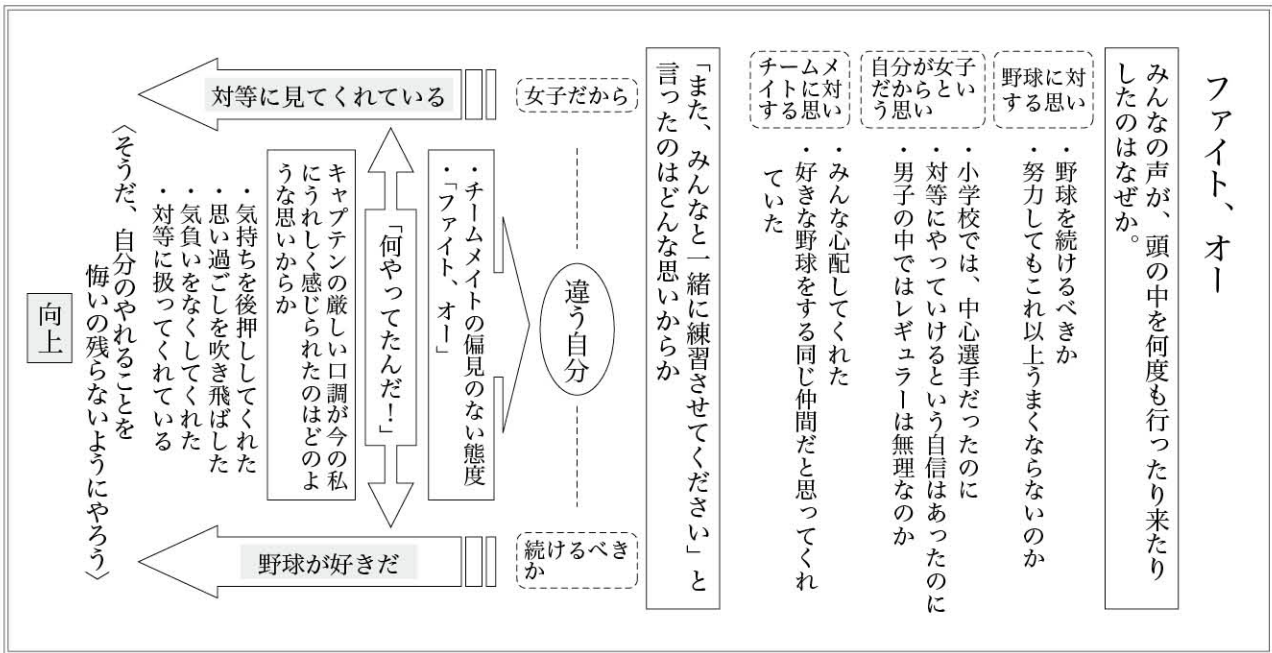 ファイト、オー
みんなの声が、頭の中を何度も行ったり来たり
したのはなぜか。
野球に対
する思い
・野球を続けるべきか
・努力してもこれ以上うまくならないのか
自分が女子
だからと
いう思い
・小学校では、中心選手だったのに
・対等にやっていけるという自信はあったのに
・男子の中ではレギュラーは無理なのか
チームメ
イトに対
する思い
・みんな心配してくれた
・好きな野球をする同じ仲間だと思ってくれ
ていた
「また、みんなと一緒に練習させてください」と
言ったのはどんな思いからか
女子だから
違う自分
続けるべき
か
・チームメイトの偏見のない態度
・「ファイト、オー」
「何やってたんだ！」
対等に見てくれている
野球が好きだ
キャプテンの厳しい口調が今の私
にうれしく感じられたのはどのよ
うな思いからか
・気持ちを後押ししてくれた
・思い過ごしを吹き飛ばした
・気負いをなくしてくれた
・対等に扱ってくれている
〈そうだ、自分のやれることを
悔いの残らないようにやろう〉
向上